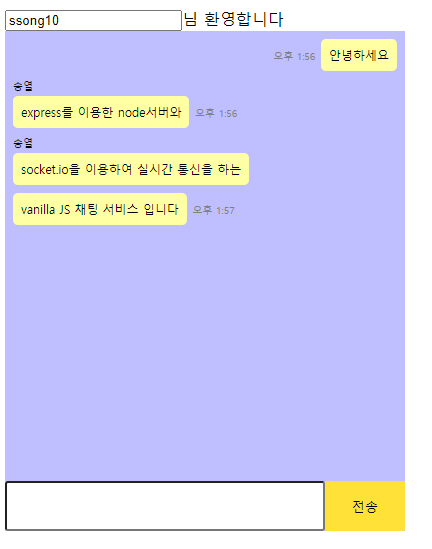 ssong10 님 환영합니다
오후 1:56 안녕하세요
송열
express를 이용한 node서버와 오후 1:56
송열
socket.io을 이용하여 실시간 통신을 하는
vanilla JS 채팅 서비스 입니다 오후 1:57
전송